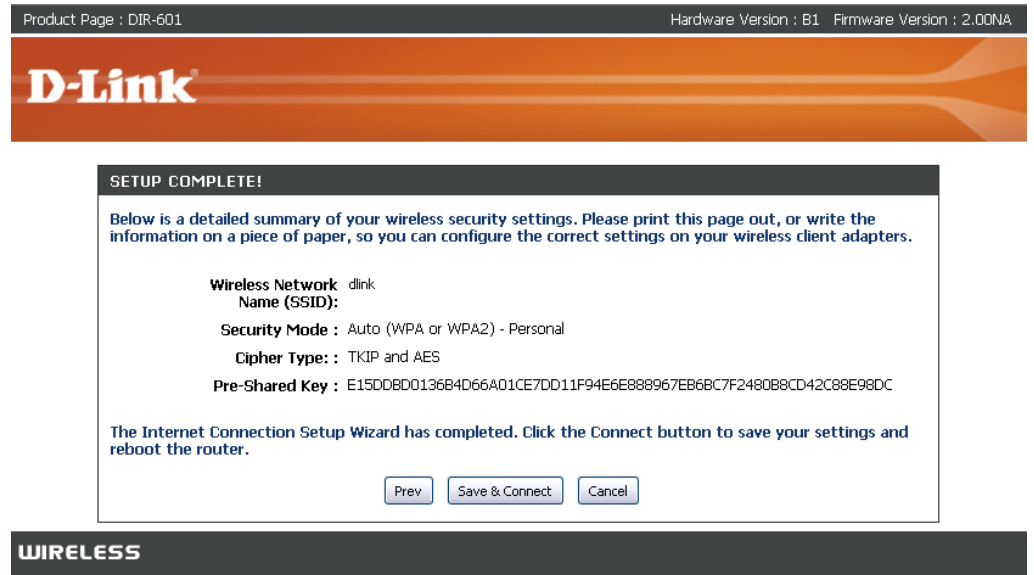 Product Page : DIR-601 Hardware Version : B1 Firmware Version : 2.00NA
D-Link®
SETUP COMPLETE!
Below is a detailed summary of your wireless security settings. Please print this page out, or write the
information on a piece of paper, so you can configure the correct settings on your wireless client adapters.
Wireless Network dlink
Name (SSID):
Security Mode : Auto (WPA or WPA2) - Personal
Cipher Type: : TKIP and AES
Pre-Shared Key : E15DDBD0136B4D66A01CE7DD11F94E6E888967EB6BC7F2480B8CD42C88E98DC
The Internet Connection Setup Wizard has completed. Click the Connect button to save your settings and
reboot the router.
Prev Save & Connect Cancel
WIRELESS